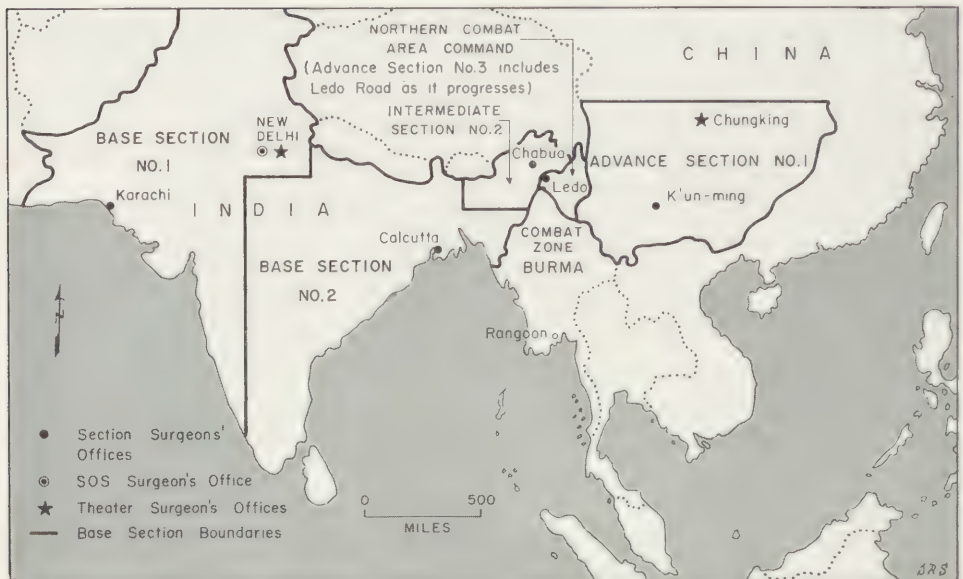 NORTHERN COMBAT
AREA COMMAND
(Advance Section No.3 includes
Ledo Road as it progresses)
INTERMEDIATE
SECTION NO.2
CHINA
BASE SECTION
NO.1
NEW
DELHI
Chabua
Ledo
Chungking
ADVANCE SECTION NO.1
K'un-ming
Karachi
INDIA
Calcutta
COMBAT
ZONE
BURMA
BASE SECTION
NO.2
Rangoon
N
Section Surgeons'
Offices
SOS Surgeon's Office
Theater Surgeon's Offices
Base Section Boundaries
0 500
MILES